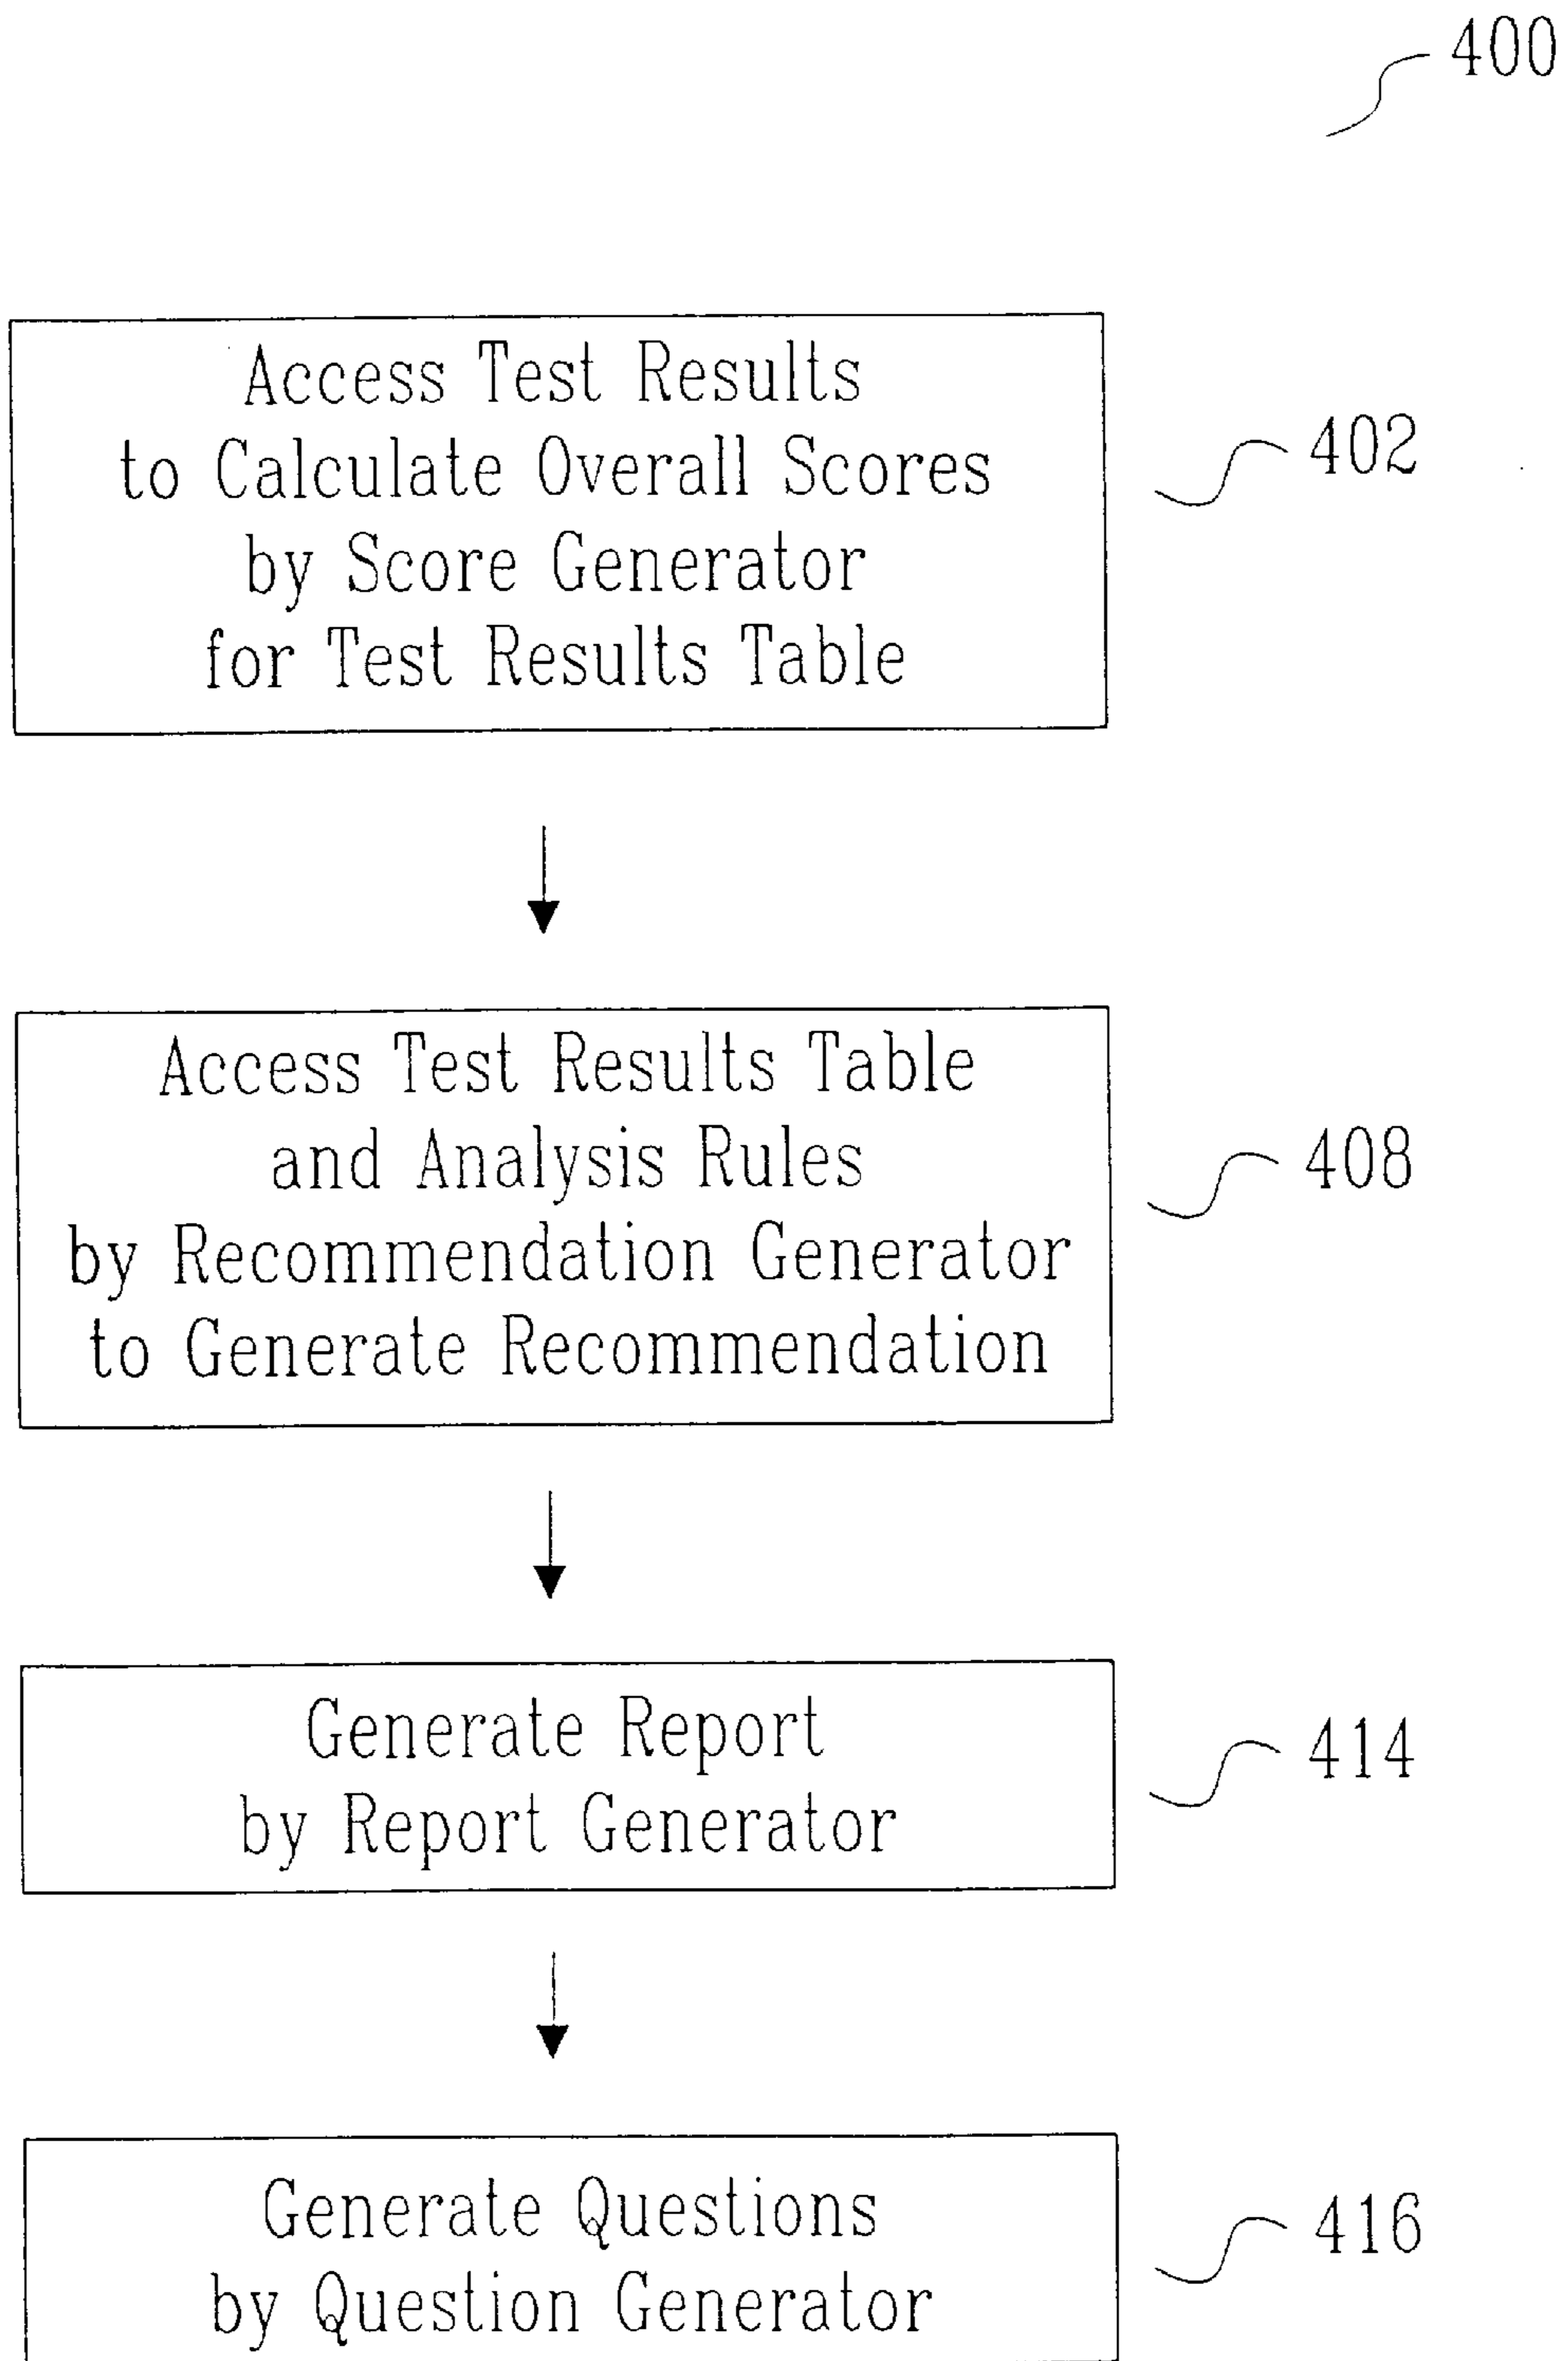 400
Access Test Results
to Calculate Overall Scores
by Score Generator
for Test Results Table
402
Access Test Results Table
and Analysis Rules
by Recommendation Generator
to Generate Recommendation
408
Generate Report
by Report Generator
414
Generate Questions
by Question Generator
416